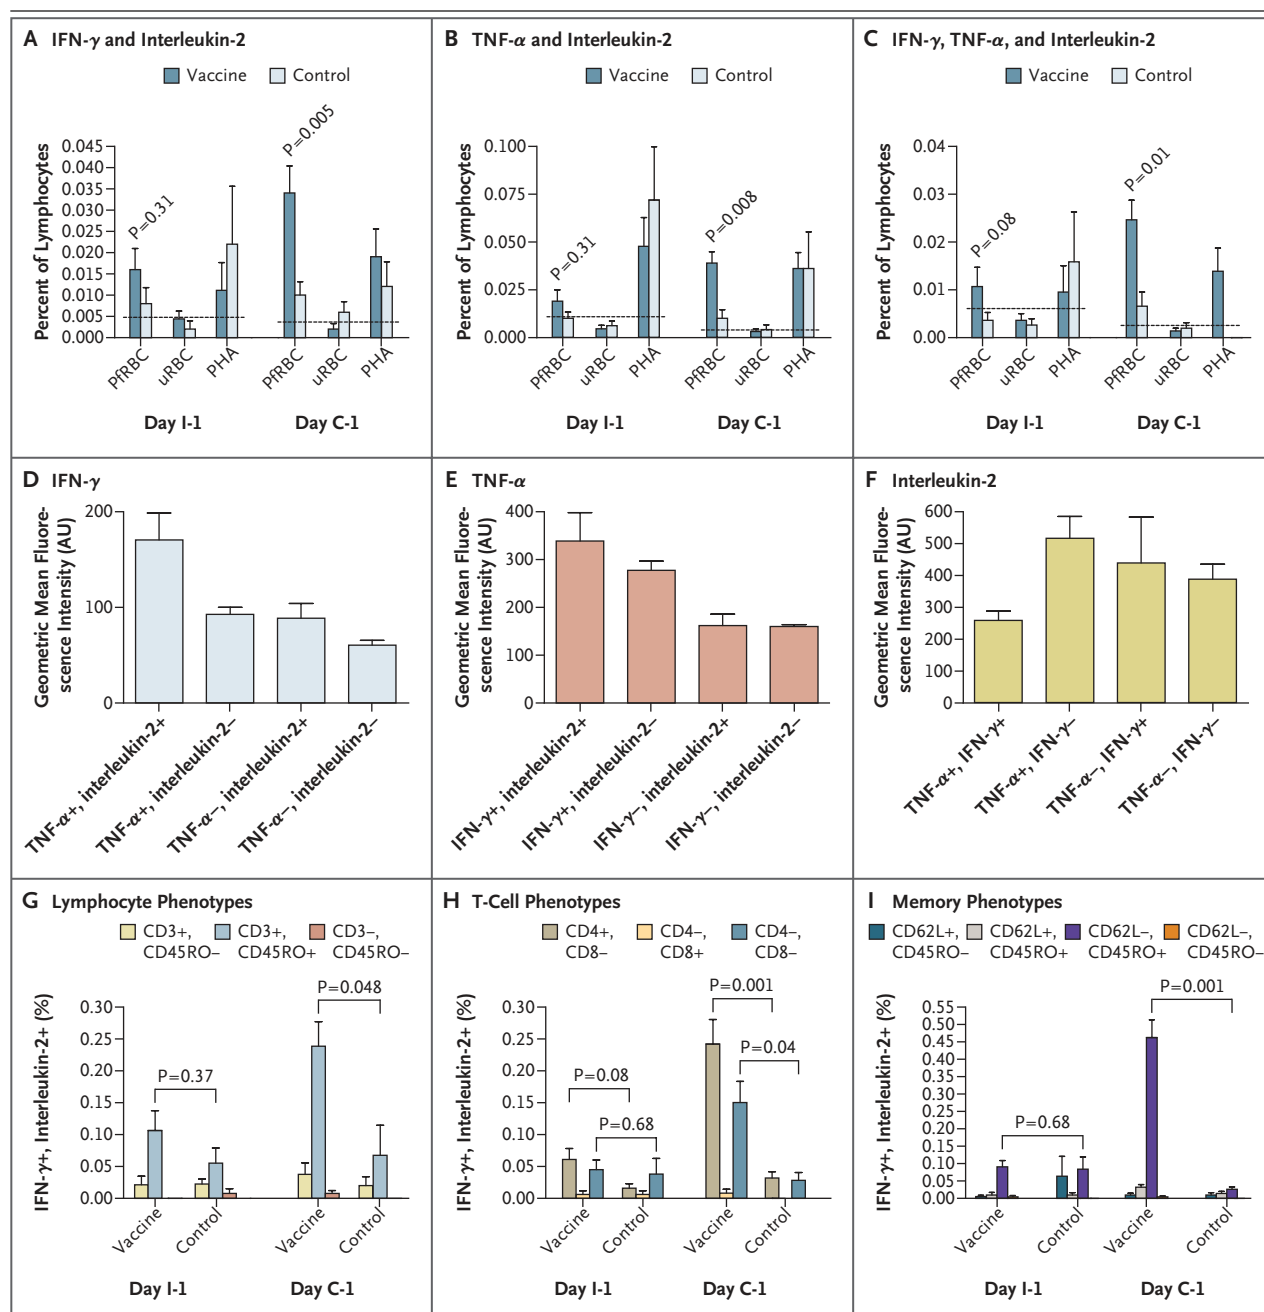 A IFN-γ and Interleukin-2
Vaccine Control
Percent of Lymphocytes
0.045
0.040
0.035
0.030
0.025
0.020
0.015
0.010
0.005
0.000
P=0.31
P=0.005
PfRBC uRBC PHA PfRBC uRBC PHA
Day I-1 Day C-1
B TNF-α and Interleukin-2
Vaccine Control
Percent of Lymphocytes
0.100
0.075
0.050
0.025
0.000
P=0.31
P=0.008
PfRBC uRBC PHA PfRBC uRBC PHA
Day I-1 Day C-1
C IFN-γ, TNF-α, and Interleukin-2
Vaccine Control
Percent of Lymphocytes
0.04
0.03
0.02
0.01
0.00
P=0.08
P=0.01
PfRBC uRBC PHA PfRBC uRBC PHA
Day I-1 Day C-1
D IFN-γ
Geometric Mean Fluore-
scence Intensity (AU)
200
100
0
TNF-α+, interleukin-2+
TNF-α+, interleukin-2–
TNF-α–, interleukin-2+
TNF-α–, interleukin-2–
E TNF-α
Geometric Mean Fluore-
scence Intensity (AU)
400
300
200
100
0
IFN-γ+, interleukin-2+
IFN-γ+, interleukin-2–
IFN-γ–, interleukin-2+
IFN-γ–, interleukin-2–
F Interleukin-2
Geometric Mean Fluore-
scence Intensity (AU)
600
500
400
300
200
100
0
TNF-α+, IFN-γ+
TNF-α+, IFN-γ–
TNF-α–, IFN-γ+
TNF-α–, IFN-γ–
G Lymphocyte Phenotypes
CD3+, CD3+, CD3–,
CD45RO– CD45RO+ CD45RO–
IFN-γ+, Interleukin-2+ (%)
0.30
0.25
0.20
0.15
0.10
0.05
0.00
P=0.37
P=0.048
Vaccine Control Vaccine Control
Day I-1 Day C-1
H T-Cell Phenotypes
CD4+, CD4–, CD4–,
CD8– CD8+ CD8–
IFN-γ+, Interleukin-2+ (%)
0.30
0.25
0.20
0.15
0.10
0.05
0.00
P=0.08
P=0.68
P=0.001
P=0.04
Vaccine Control Vaccine Control
Day I-1 Day C-1
I Memory Phenotypes
CD62L+, CD62L+, CD62L–, CD62L–,
CD45RO– CD45RO+ CD45RO+ CD45RO–
IFN-γ+, Interleukin-2+ (%)
0.55
0.50
0.45
0.40
0.35
0.30
0.25
0.20
0.15
0.10
0.05
0.00
P=0.68
P=0.001
Vaccine Control Vaccine Control
Day I-1 Day C-1